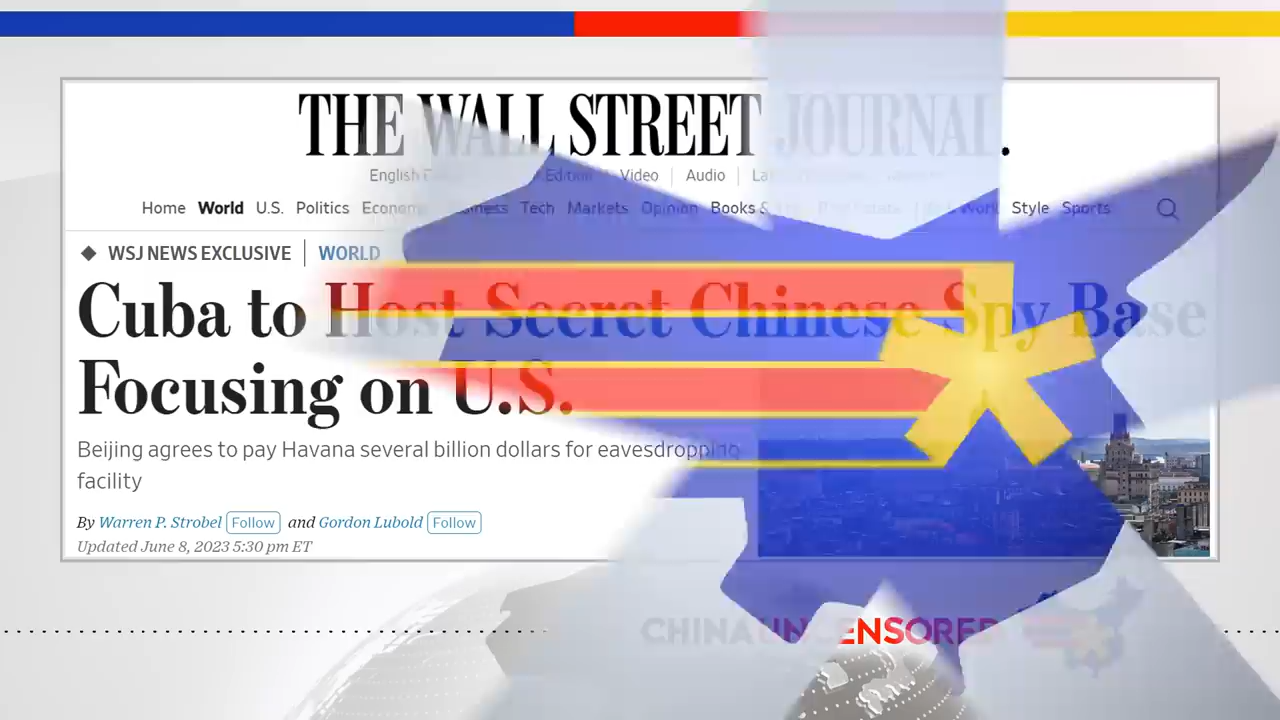 THE WALL STREET JOURNAL.
English Edition Video Audio
Home World U.S. Politics Economy Business Tech Markets Opinion Books & Arts Real Estate Style Sports
WSJ NEWS EXCLUSIVE WORLD
Cuba to Host Secret Chinese Spy Base
Focusing on U.S.
Beijing agrees to pay Havana several billion dollars for eavesdropping
facility
By Warren P. Strobel Follow and Gordon Lubold Follow
Updated June 8, 2023 5:30 pm ET
CHINAUNCENSORED